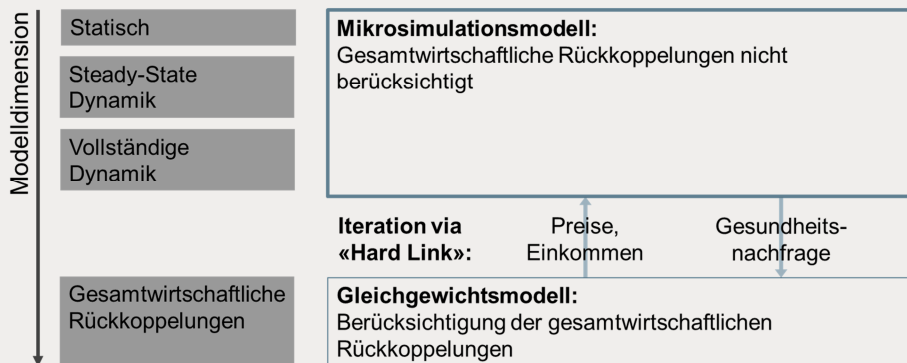 Modelldimension
Statisch
Steady-State
Dynamik
Vollständige
Dynamik
Gesamtwirtschaftliche
Rückkoppelungen
Mikrosimulationsmodell:
Gesamtwirtschaftliche Rückkoppelungen nicht
berücksichtigt
Iteration via
«Hard Link»:
Preise,
Einkommen
Gesundheits-
nachfrage
Gleichgewichtsmodell:
Berücksichtigung der gesamtwirtschaftlichen
Rückkoppelungen